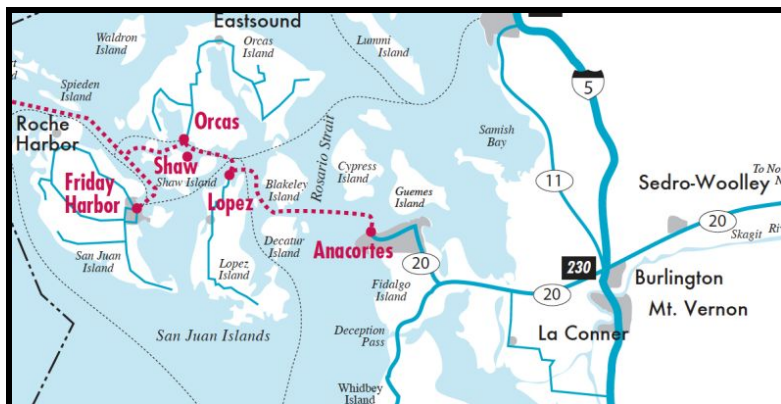 Eastsound
Waldron
Island
Orcas
Island
Lummi
Island
Spieden
Island
5
Roche
Harbor
Orcas
Rosario Strait
Samish
Bay
Shaw
Shaw Island
Cypress
Island
Friday
Harbor
Lopez
Blakeley
Island
Guemes
Island
11
Sedro-Woolley
To No
N
20
Skagit Ri
San Juan
Island
Lopez
Island
Decatur
Island
Anacortes
20
230
Burlington
Fidalgo
Island
20
Mt. Vernon
San Juan Islands
Deception
Pass
La Conner
Whidbey
Island